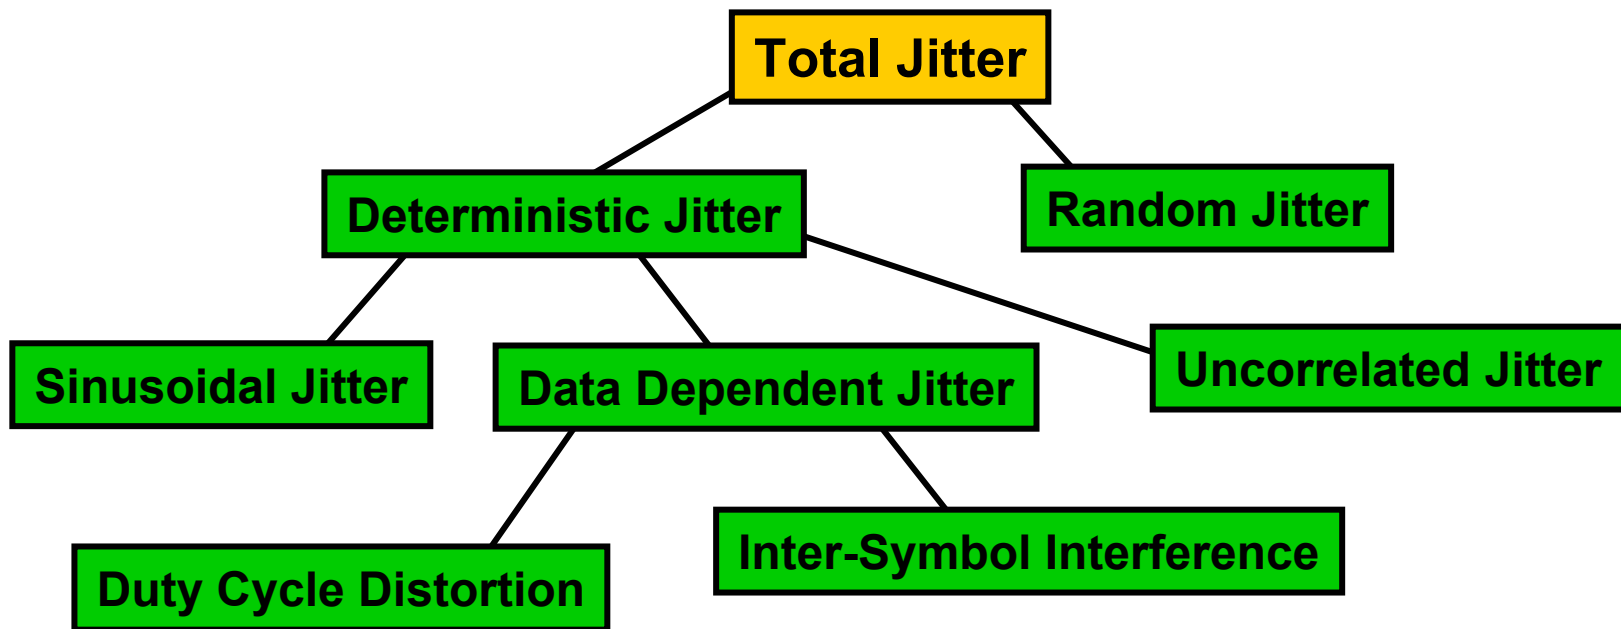 Total Jitter
Deterministic Jitter
Random Jitter
Sinusoidal Jitter
Data Dependent Jitter
Uncorrelated Jitter
Duty Cycle Distortion
Inter-Symbol Interference